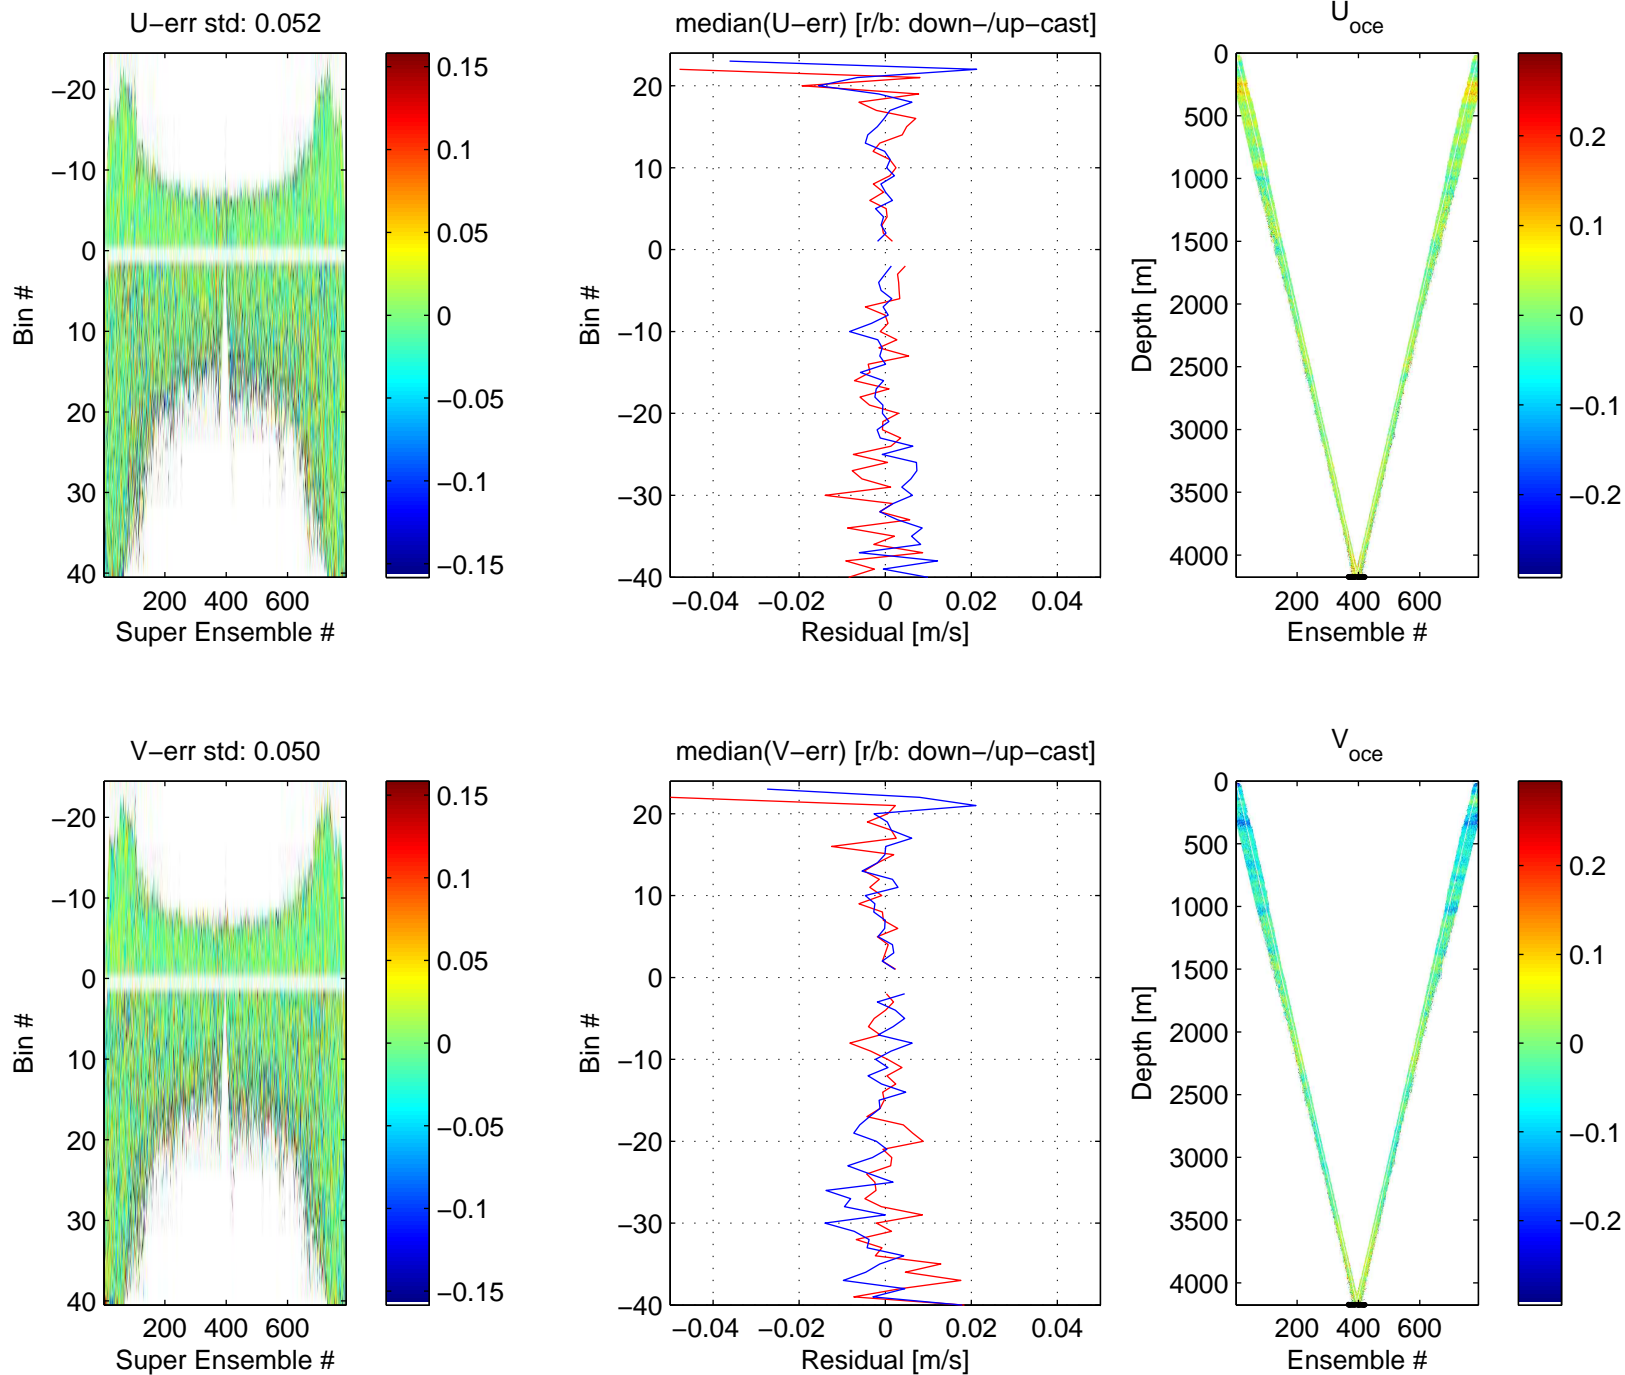 U−err std: 0.052
−20
−10
0
10
20
30
40
Bin #
200 400 600
Super Ensemble #
0.15
0.1
0.05
0
−0.05
−0.1
−0.15
median(U−err) [r/b: down−/up−cast]
20
10
0
−10
−20
−30
−40
Bin #
−0.04 −0.02 0 0.02 0.04
Residual [m/s]
U_oce
0
500
1000
1500
2000
2500
3000
3500
4000
Depth [m]
200 400 600
Ensemble #
0.2
0.1
0
−0.1
−0.2
V−err std: 0.050
−20
−10
0
10
20
30
40
Bin #
200 400 600
Super Ensemble #
0.15
0.1
0.05
0
−0.05
−0.1
−0.15
median(V−err) [r/b: down−/up−cast]
20
10
0
−10
−20
−30
−40
Bin #
−0.04 −0.02 0 0.02 0.04
Residual [m/s]
V_oce
0
500
1000
1500
2000
2500
3000
3500
4000
Depth [m]
200 400 600
Ensemble #
0.2
0.1
0
−0.1
−0.2